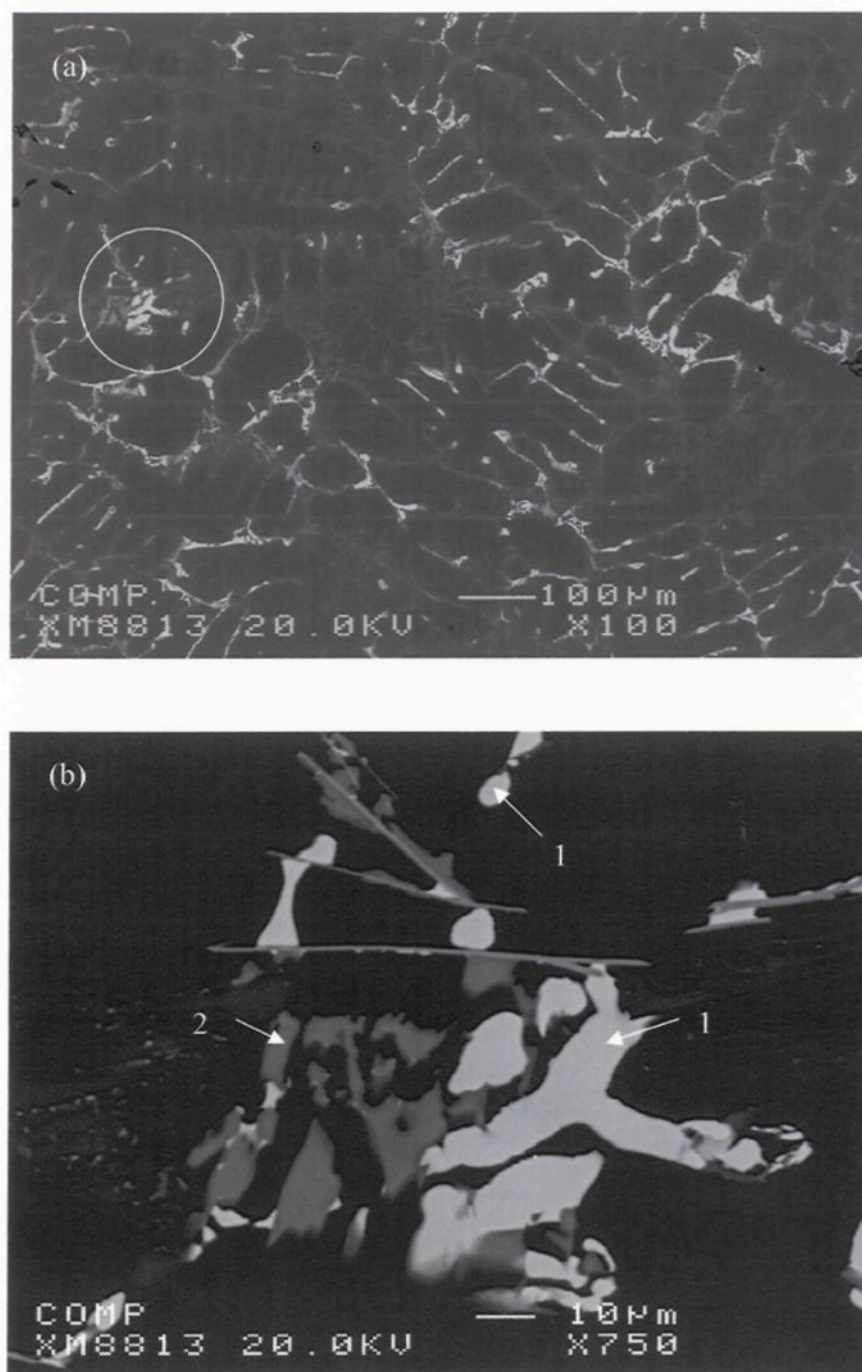 (a)
COMP. 100µm
XM8813 20.0KV X100
(b)
1
2 1
COMP 10µm
XM8813 20.0KV X750